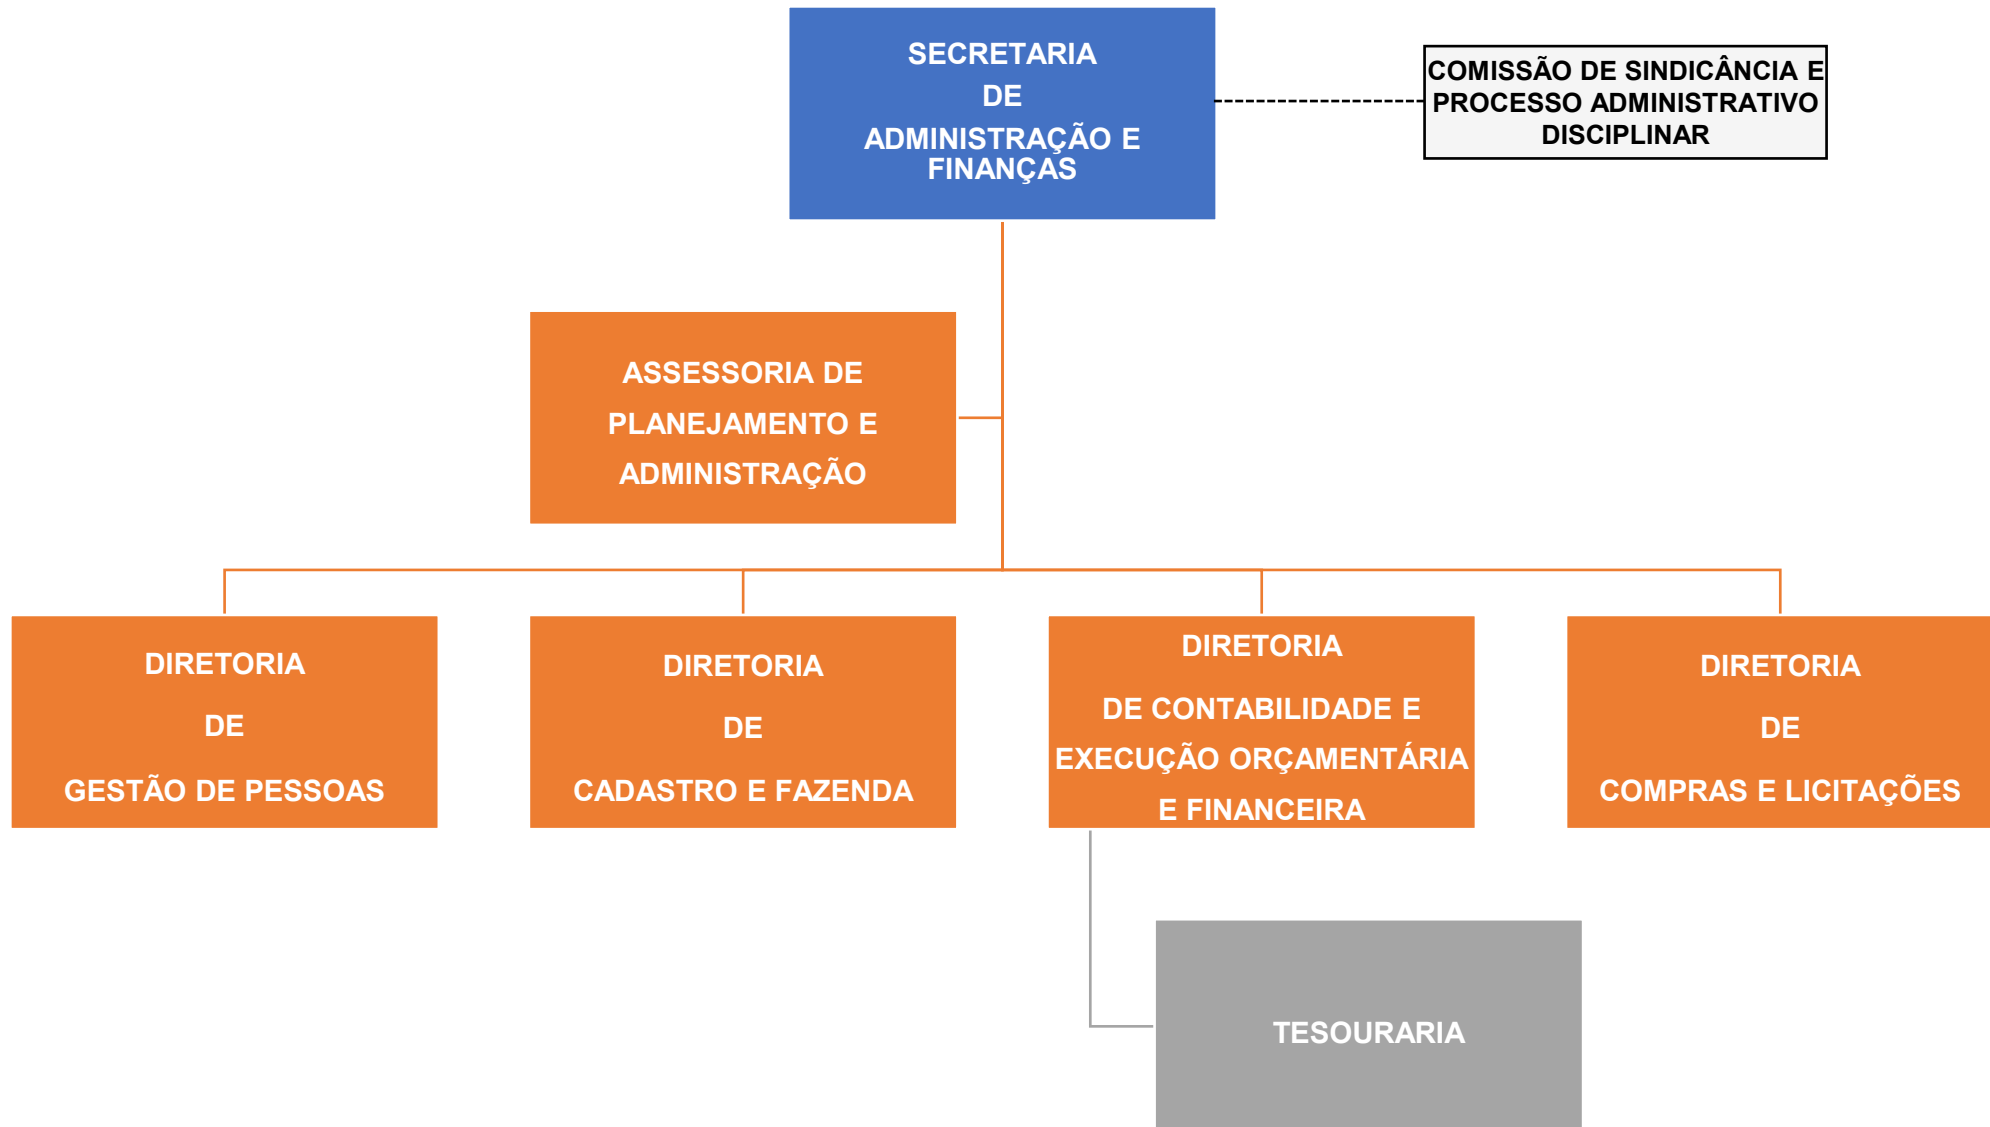 SECRETARIA
DE
ADMINISTRAÇÃO E
FINANÇAS
COMISSÃO DE SINDICÂNCIA E
PROCESSO ADMINISTRATIVO
DISCIPLINAR
ASSESSORIA DE
PLANEJAMENTO E
ADMINISTRAÇÃO
DIRETORIA
DE
GESTÃO DE PESSOAS
DIRETORIA
DE
CADASTRO E FAZENDA
DIRETORIA
DE CONTABILIDADE E
EXECUÇÃO ORÇAMENTÁRIA
E FINANCEIRA
DIRETORIA
DE
COMPRAS E LICITAÇÕES
TESOURARIA